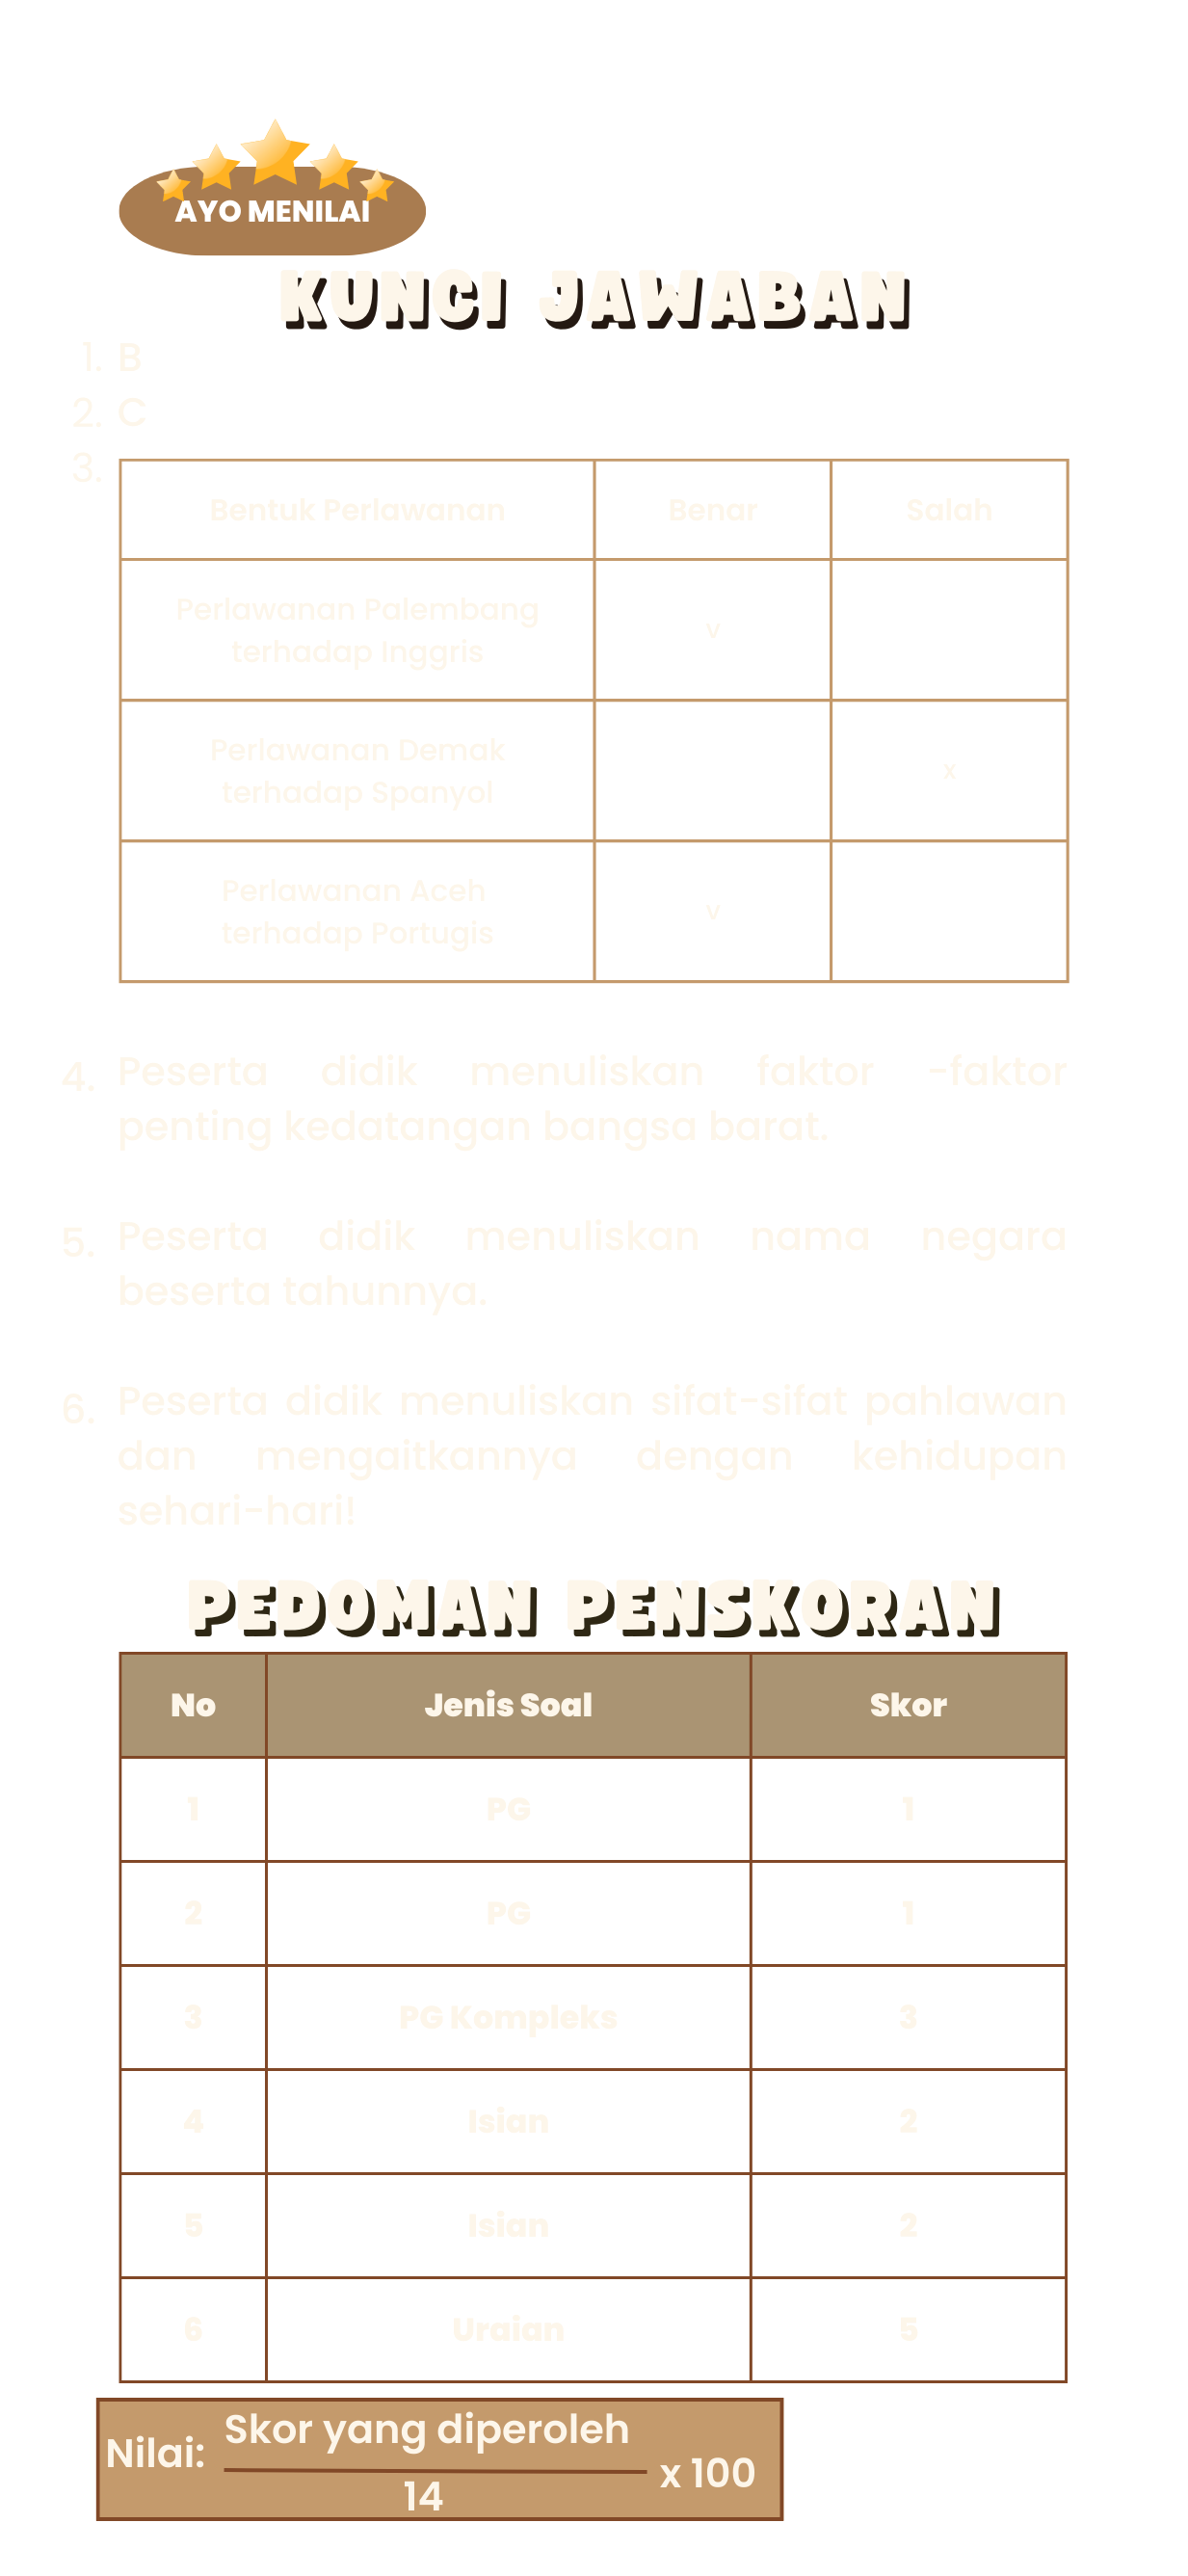 AYO MENILAI
KUNCI JAWABAN
1. B
2. C
3.
Bentuk Perlawanan Benar Salah
Perlawanan Palembang
terhadap Inggris
v
Perlawanan Demak
terhadap Spanyol
x
Perlawanan Aceh
terhadap Portugis
v
4. Peserta didik menuliskan faktor -faktor
penting kedatangan bangsa barat.
5. Peserta didik menuliskan nama negara
beserta tahunnya.
6. Peserta didik menuliskan sifat-sifat pahlawan
dan mengaitkannya dengan kehidupan
sehari-hari!
PEDOMAN PENSKORAN
No Jenis Soal Skor
1 PG 1
2 PG 1
3 PG Kompleks 3
4 Isian 2
5 Isian 2
6 Uraian 5
Skor yang diperoleh
Nilai: x 100
14